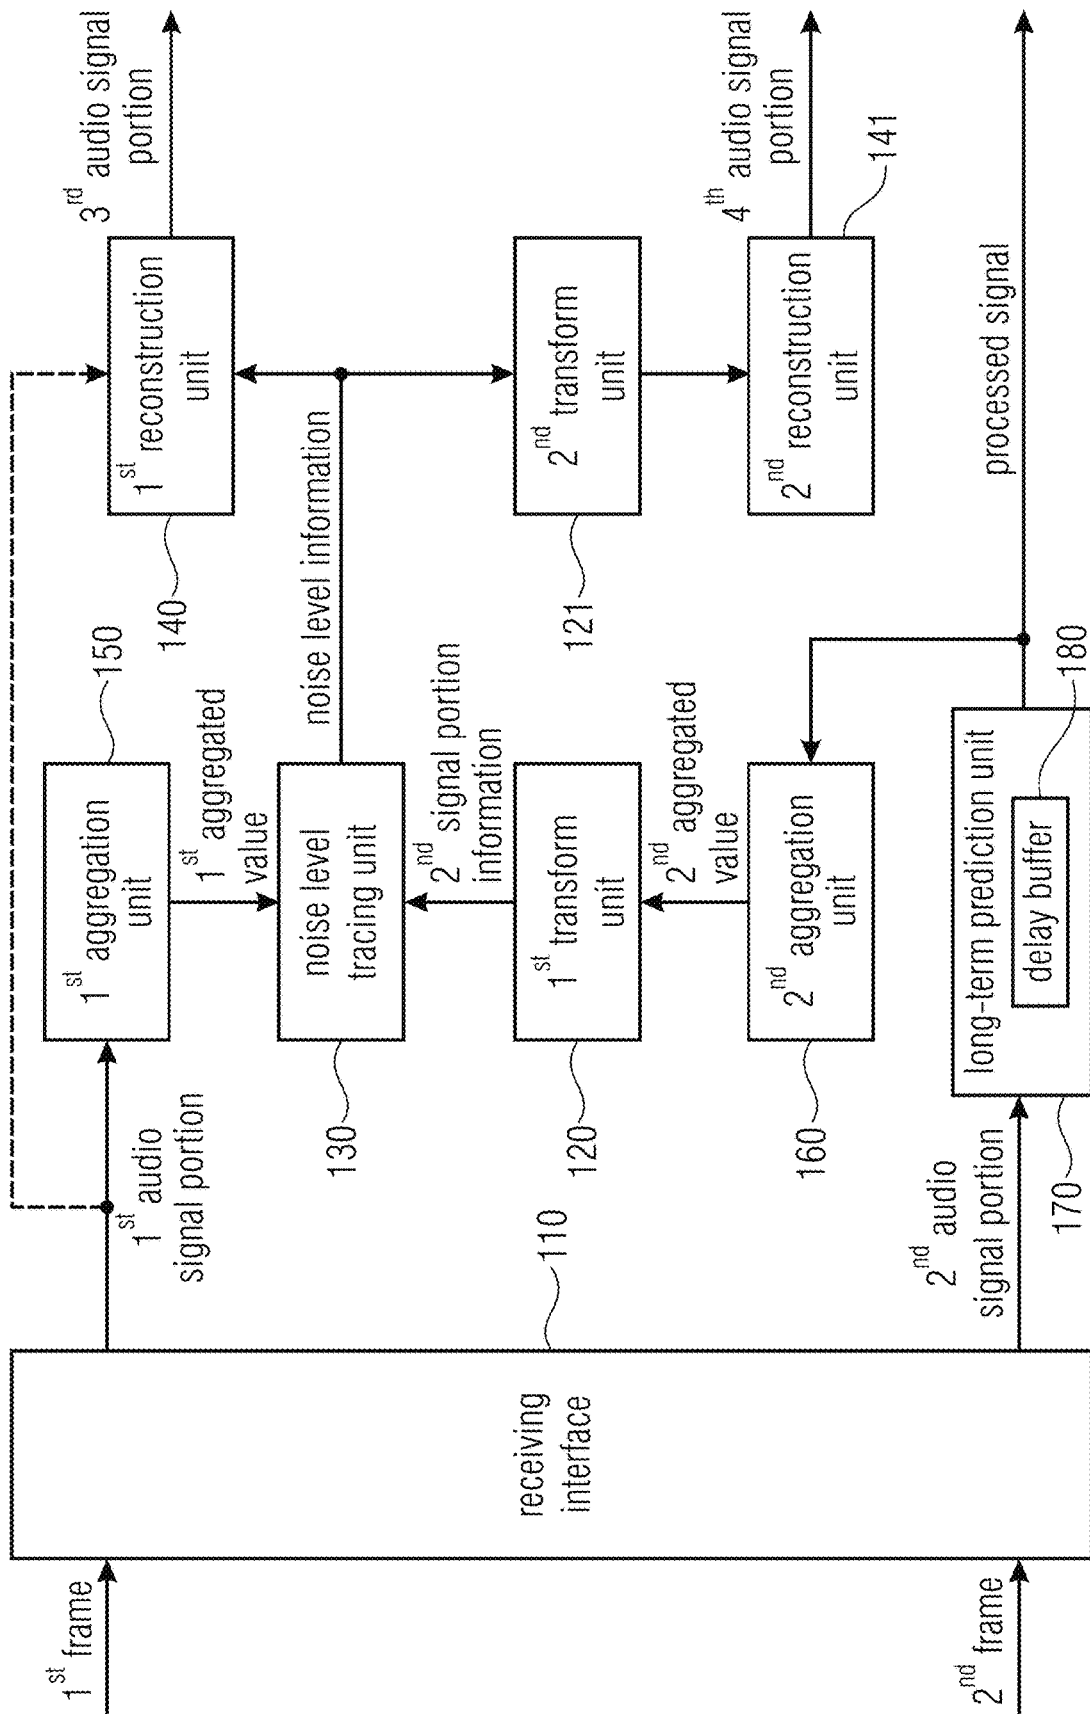 1st frame
2nd frame
receiving
interface
110
1st audio
signal portion
2nd audio
signal portion
1st aggregation
unit
150
1st aggregated
value
noise level
tracing unit
130
2nd signal portion
information
1st transform
unit
120
2nd aggregated
value
2nd aggregation
unit
160
long-term prediction unit
delay buffer
170
180
noise level information
1st reconstruction
unit
140
3rd audio signal
portion
2nd transform
unit
121
2nd reconstruction
unit
141
4th audio signal
portion
processed signal